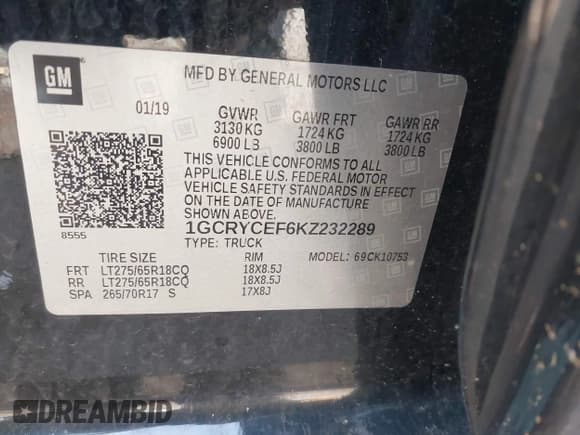 GM
MFD BY GENERAL MOTORS LLC
01/19 GVWR GAWR FRT GAWR RR
3130 KG 1724 KG 1724 KG
6900 LB 3800 LB 3800 LB
THIS VEHICLE CONFORMS TO ALL
APPLICABLE U.S. FEDERAL MOTOR
VEHICLE SAFETY STANDARDS IN EFFECT
ON THE DATE OF MANUFACTURE
SHOWN ABOVE.
8555 1GCRYCEF6KZ232289
TYPE: TRUCK MODEL: 69CK10753
TIRE SIZE RIM
FRT LT275/65R18CQ 18X8.5J
RR LT275/65R18CQ 18X8.5J
SPA 265/70R17 S 17X8J
DREAMBID